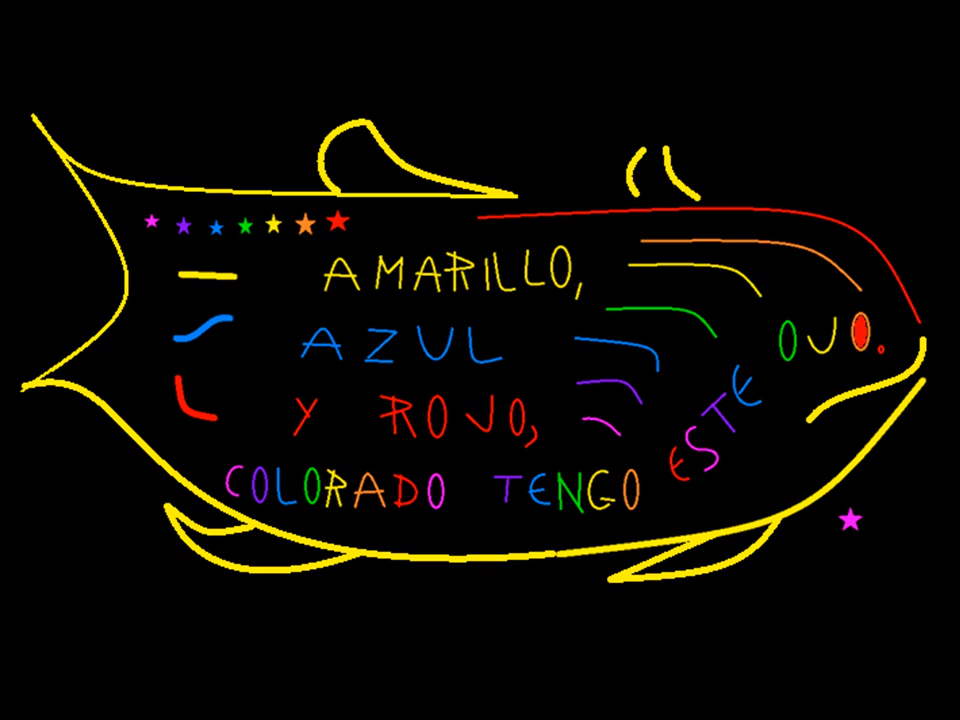 AMARILLO,
AZUL
Y ROJO,
COLORADO TENGO
ESTE
OJO.